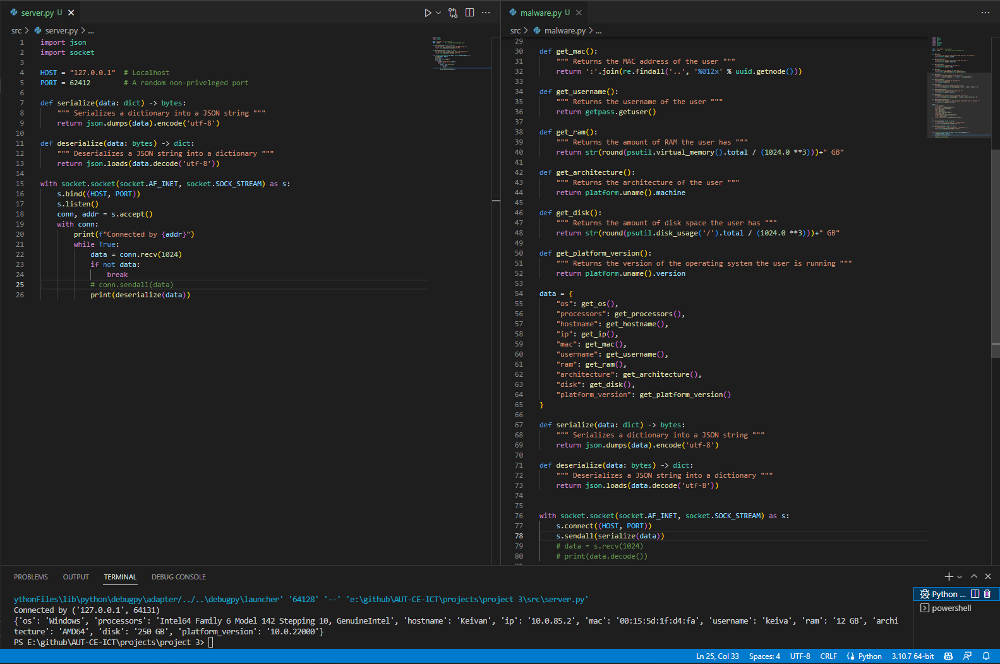 server.py U
src > server.py > ...
1 import json
2 import socket
3
4 HOST = "127.0.0.1"  # Localhost
5 PORT = 62412        # A random non-priveleged port
6
7 def serialize(data: dict) -> bytes:
8     """ Serializes a dictionary into a JSON string """
9     return json.dumps(data).encode('utf-8')
10
11 def deserialize(data: bytes) -> dict:
12     """ Deserializes a JSON string into a dictionary """
13     return json.loads(data.decode('utf-8'))
14
15 with socket.socket(socket.AF_INET, socket.SOCK_STREAM) as s:
16     s.bind((HOST, PORT))
17     s.listen()
18     conn, addr = s.accept()
19     with conn:
20         print(f"Connected by {addr}")
21         while True:
22             data = conn.recv(1024)
23             if not data:
24                 break
25             # conn.sendall(data)
26             print(deserialize(data))
malware.py U
src > malware.py > ...
29
30 def get_mac():
31     """ Returns the MAC address of the user """
32     return ':'.join(re.findall('..', '%012x' % uuid.getnode()))
33
34 def get_username():
35     """ Returns the username of the user """
36     return getpass.getuser()
37
38 def get_ram():
39     """ Returns the amount of RAM the user has """
40     return str(round(psutil.virtual_memory().total / (1024.0 **3)))+" GB"
41
42 def get_architecture():
43     """ Returns the architecture of the user """
44     return platform.uname().machine
45
46 def get_disk():
47     """ Returns the amount of disk space the user has """
48     return str(round(psutil.disk_usage('/').total / (1024.0 **3)))+" GB"
49
50 def get_platform_version():
51     """ Returns the version of the operating system the user is running """
52     return platform.uname().version
53
54 data = {
55     "os": get_os(),
56     "processors": get_processors(),
57     "hostname": get_hostname(),
58     "ip": get_ip(),
59     "mac": get_mac(),
60     "username": get_username(),
61     "ram": get_ram(),
62     "architecture": get_architecture(),
63     "disk": get_disk(),
64     "platform_version": get_platform_version()
65 }
66
67 def serialize(data: dict) -> bytes:
68     """ Serializes a dictionary into a JSON string """
69     return json.dumps(data).encode('utf-8')
70
71 def deserialize(data: bytes) -> dict:
72     """ Deserializes a JSON string into a dictionary """
73     return json.loads(data.decode('utf-8'))
74
75
76 with socket.socket(socket.AF_INET, socket.SOCK_STREAM) as s:
77     s.connect((HOST, PORT))
78     s.sendall(serialize(data))
79     # data = s.recv(1024)
80     # print(data.decode())
PROBLEMS OUTPUT TERMINAL DEBUG CONSOLE
ythonFiles\lib\python\debugpy\adapter/../..\debugpy\launcher' '64128' '--' 'e:\github\AUT-CE-ICT\projects\project 3\src\server.py'
Connected by ('127.0.0.1', 64131)
{'os': 'Windows', 'processors': 'Intel64 Family 6 Model 142 Stepping 10, GenuineIntel', 'hostname': 'Keivan', 'ip': '10.0.85.2', 'mac': '00:15:5d:1f:d4:fa', 'username': 'keiva', 'ram': '12 GB', 'archi
tecture': 'AMD64', 'disk': '250 GB', 'platform_version': '10.0.22000'}
PS E:\github\AUT-CE-ICT\projects\project 3>
Python ...
powershell
Ln 25, Col 33 Spaces: 4 UTF-8 CRLF Python 3.10.7 64-bit